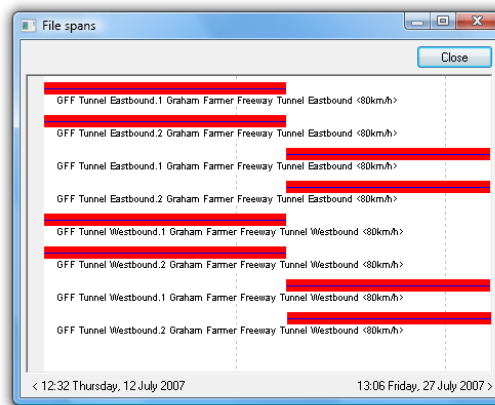 File spans
Close
GFF Tunnel Eastbound.1 Graham Farmer Freeway Tunnel Eastbound <80km/h>
GFF Tunnel Eastbound.2 Graham Farmer Freeway Tunnel Eastbound <80km/h>
GFF Tunnel Eastbound.1 Graham Farmer Freeway Tunnel Eastbound <80km/h>
GFF Tunnel Eastbound.2 Graham Farmer Freeway Tunnel Eastbound <80km/h>
GFF Tunnel Westbound.1 Graham Farmer Freeway Tunnel Westbound <80km/h>
GFF Tunnel Westbound.2 Graham Farmer Freeway Tunnel Westbound <80km/h>
GFF Tunnel Westbound.1 Graham Farmer Freeway Tunnel Westbound <80km/h>
GFF Tunnel Westbound.2 Graham Farmer Freeway Tunnel Westbound <80km/h>
< 12:32 Thursday, 12 July 2007
13:06 Friday, 27 July 2007 >